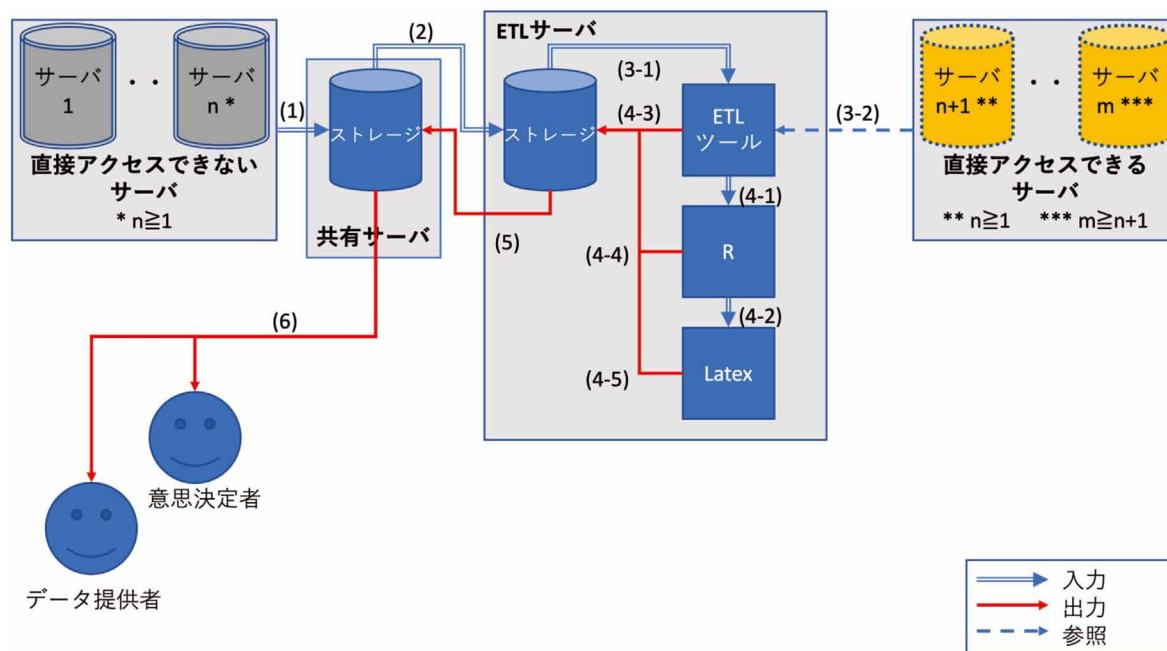 サーバ
1
・・
サーバ
n *
直接アクセスできない
サーバ
* n≧1
(1)
(2)
ストレージ
共有サーバ
ETLサーバ
ストレージ
(3-1)
(4-3)
ETL
ツール
(4-1)
(5)
(4-4)
R
(4-2)
(4-5)
Latex
(3-2)
サーバ
n+1 **
・・
サーバ
m ***
直接アクセスできる
サーバ
** n≧1 *** m≧n+1
(6)
意思決定者
データ提供者
入力
出力
参照